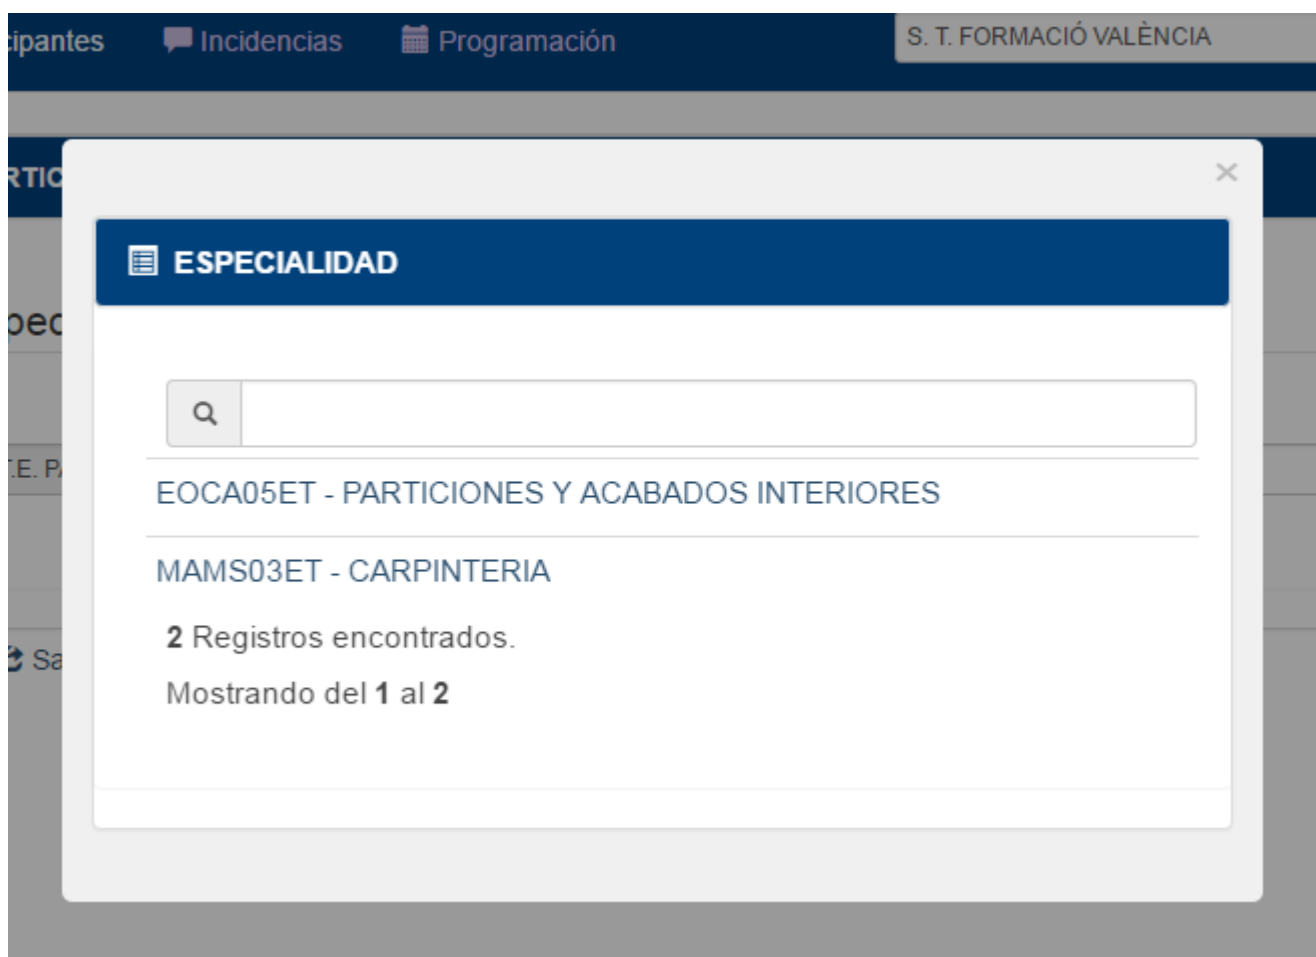 Incidencias
Programación
S. T. FORMACIÓ VALÈNCIA
×
ESPECIALIDAD
EOCA05ET - PARTICIONES Y ACABADOS INTERIORES
MAMS03ET - CARPINTERIA
2 Registros encontrados.
Mostrando del 1 al 2